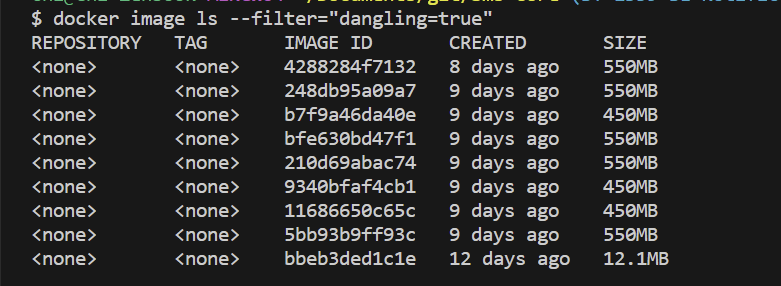 $ docker image ls --filter="dangling=true"
REPOSITORY TAG IMAGE ID CREATED SIZE
<none> <none> 4288284f7132 8 days ago 550MB
<none> <none> 248db95a09a7 9 days ago 550MB
<none> <none> b7f9a46da40e 9 days ago 450MB
<none> <none> bfe630bd47f1 9 days ago 550MB
<none> <none> 210d69abac74 9 days ago 550MB
<none> <none> 9340bfaf4cb1 9 days ago 450MB
<none> <none> 11686650c65c 9 days ago 450MB
<none> <none> 5bb93b9ff93c 9 days ago 550MB
<none> <none> bbeb3ded1c1e 12 days ago 12.1MB